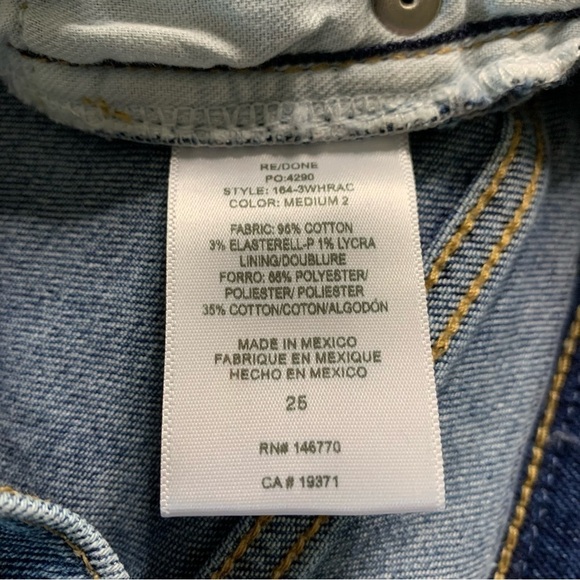 RE/DONE
PO:4290
STYLE: 164-3WHRAC
COLOR: MEDIUM 2
FABRIC: 96% COTTON
3% ELASTERELL-P 1% LYCRA
LINING/DOUBLURE
FORRO: 65% POLYESTER/
POLIESTER/ POLIESTER
35% COTTON/COTON/ALGODÓN
MADE IN MEXICO
FABRIQUE EN MEXIQUE
HECHO EN MEXICO
25
RN# 146770
CA # 19371